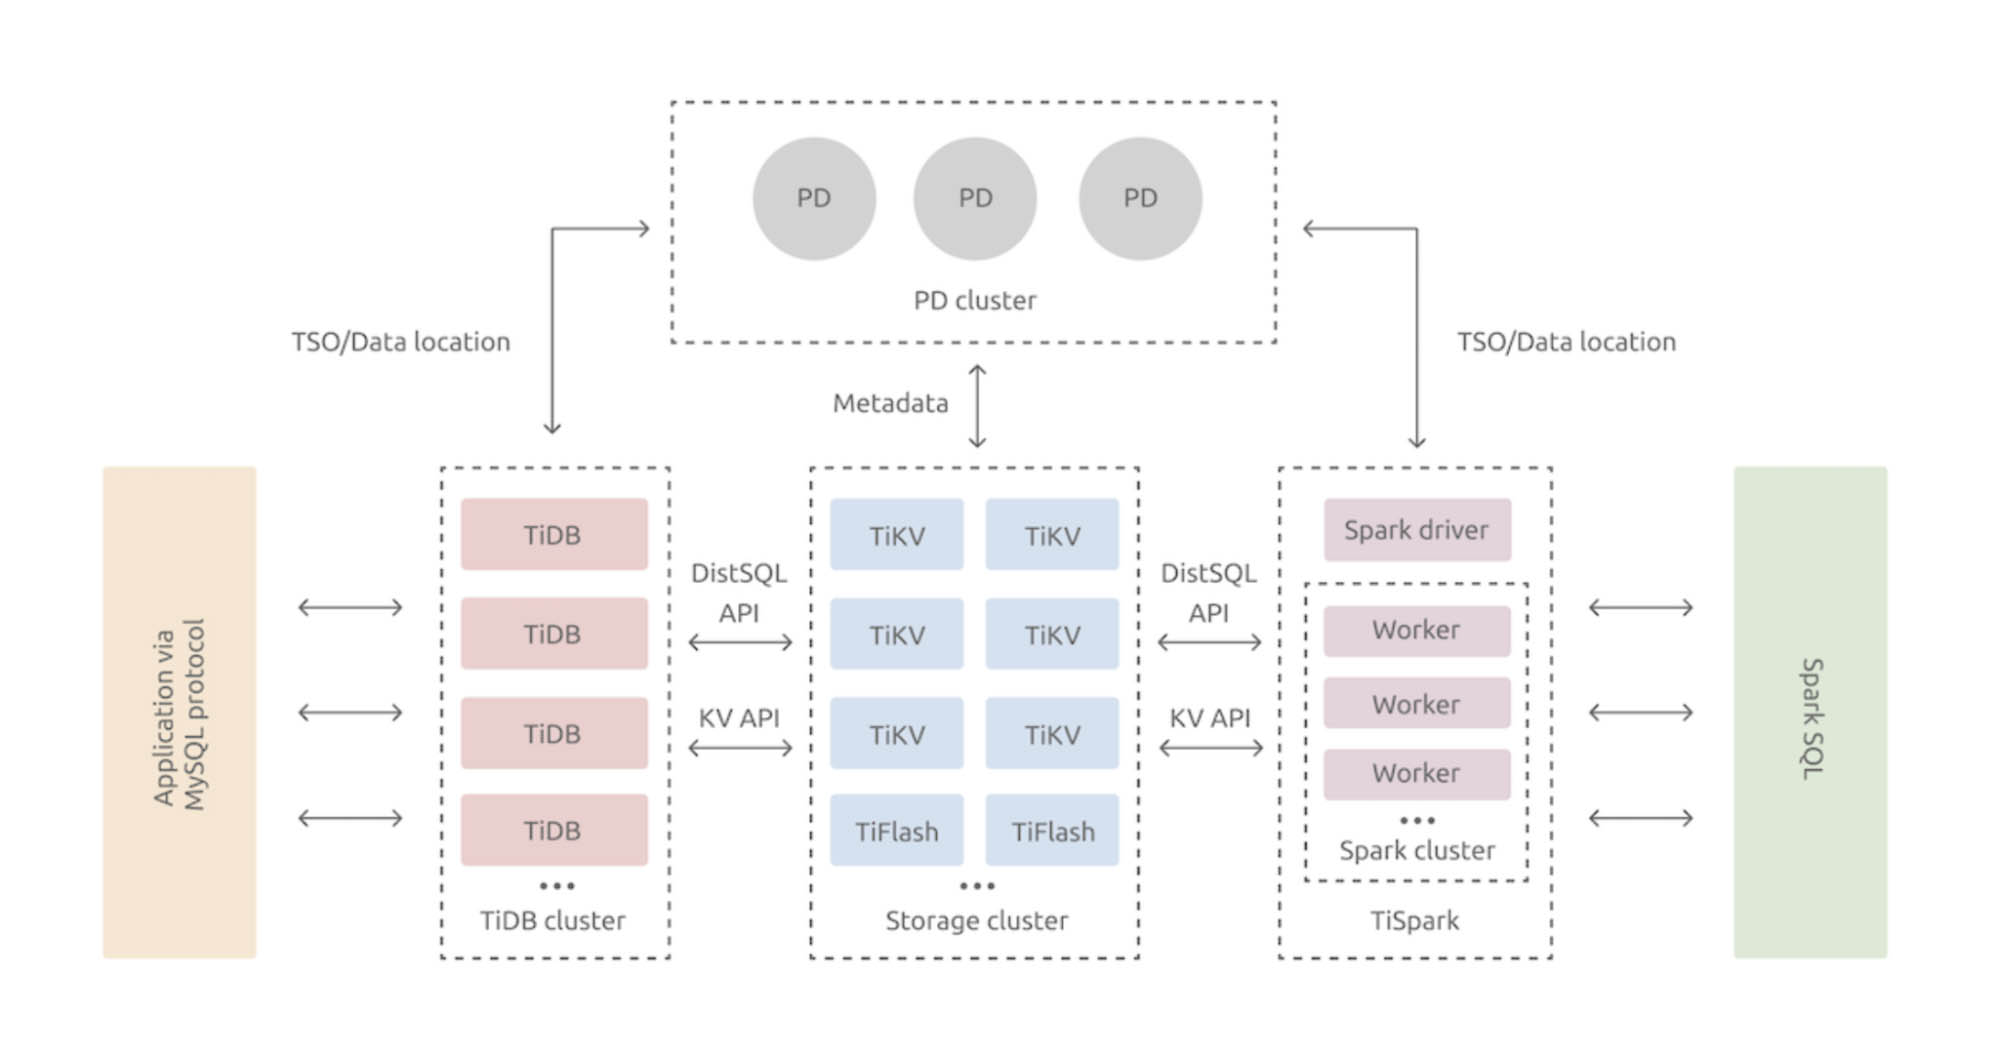 PD
PD
PD
PD cluster
TSO/Data location
TSO/Data location
Metadata
Application via
MySQL protocol
TiDB
TiDB
TiDB
TiDB
...
TiDB cluster
DistSQL
API
KV API
TiKV
TiKV
TiKV
TiKV
TiKV
TiKV
TiFlash
TiFlash
...
Storage cluster
DistSQL
API
KV API
Spark driver
Worker
Worker
Worker
...
Spark cluster
TiSpark
Spark SQL